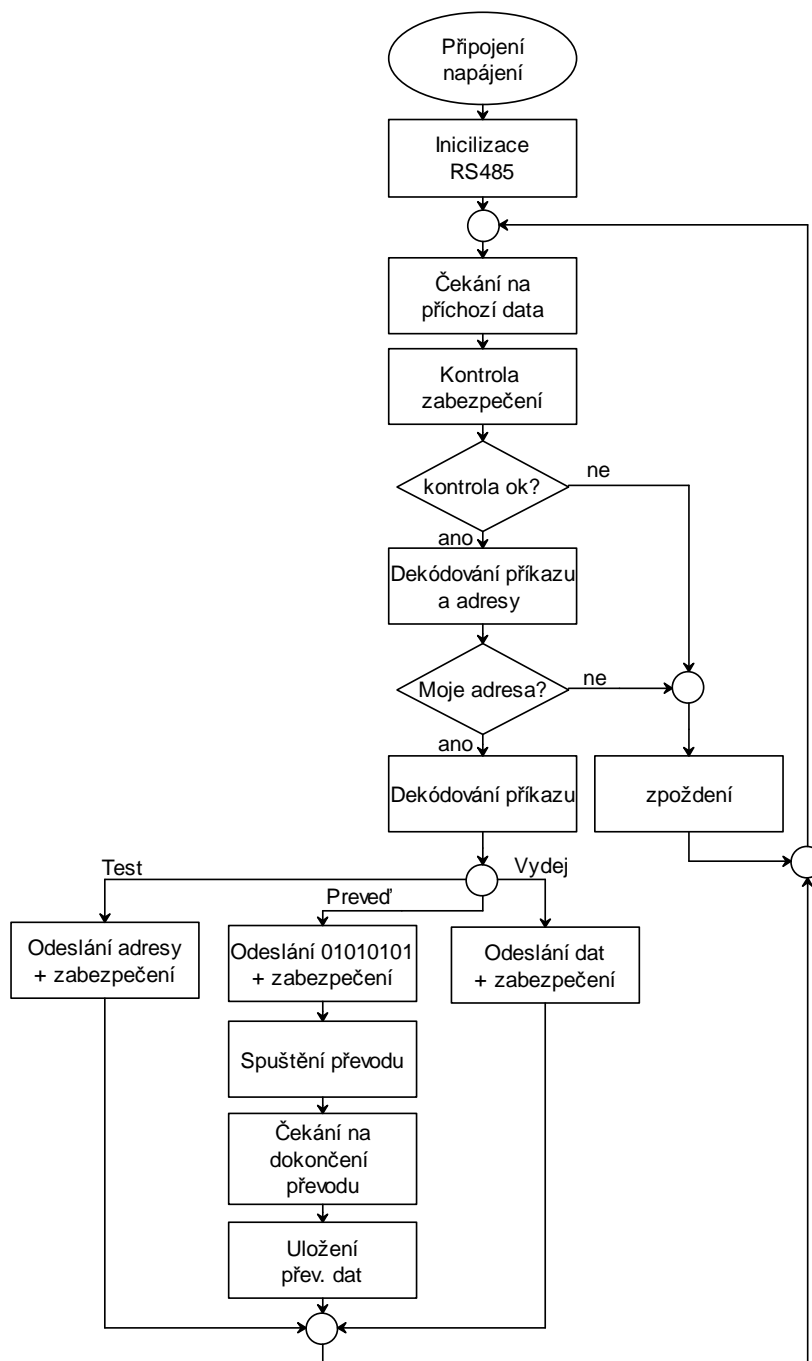 Připojení
napájení
Inicilizace
RS485
Čekání na
příchozí data
Kontrola
zabezpečení
kontrola ok?
ne
ano
Dekódování příkazu
a adresy
Moje adresa?
ne
ano
Dekódování příkazu
zpoždení
Test
Preveď
Vydej
Odeslání adresy
+ zabezpečení
Odeslání 01010101
+ zabezpečení
Odeslání dat
+ zabezpečení
Spuštění převodu
Čekání na
dokončení
převodu
Uložení
přev. dat